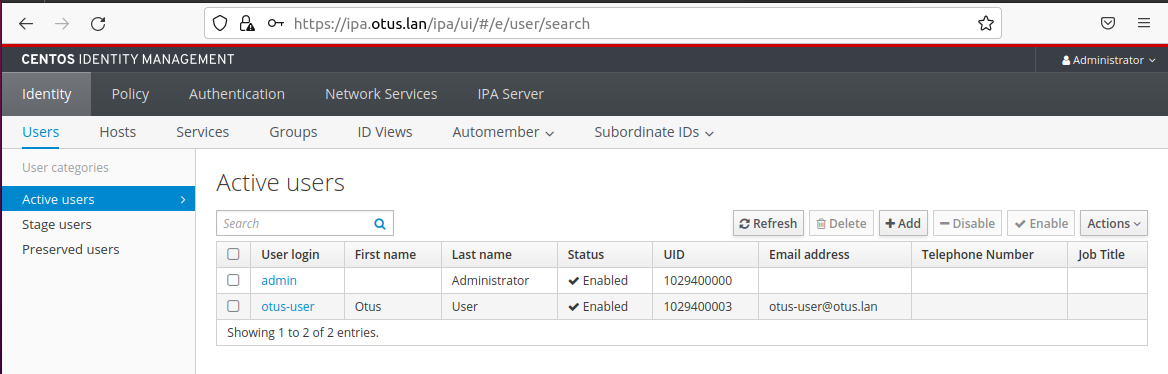 https://ipa.otus.lan/ipa/ui/#/e/user/search
CENTOS IDENTITY MANAGEMENT Administrator
Identity Policy Authentication Network Services IPA Server
Users Hosts Services Groups ID Views Automember Subordinate IDs
User categories
Active users
Stage users
Preserved users
Active users
Search Refresh Delete Add Disable Enable Actions
User login First name Last name Status UID Email address Telephone Number Job Title
admin Administrator Enabled 1029400000
otus-user Otus User Enabled 1029400003 otus-user@otus.lan
Showing 1 to 2 of 2 entries.